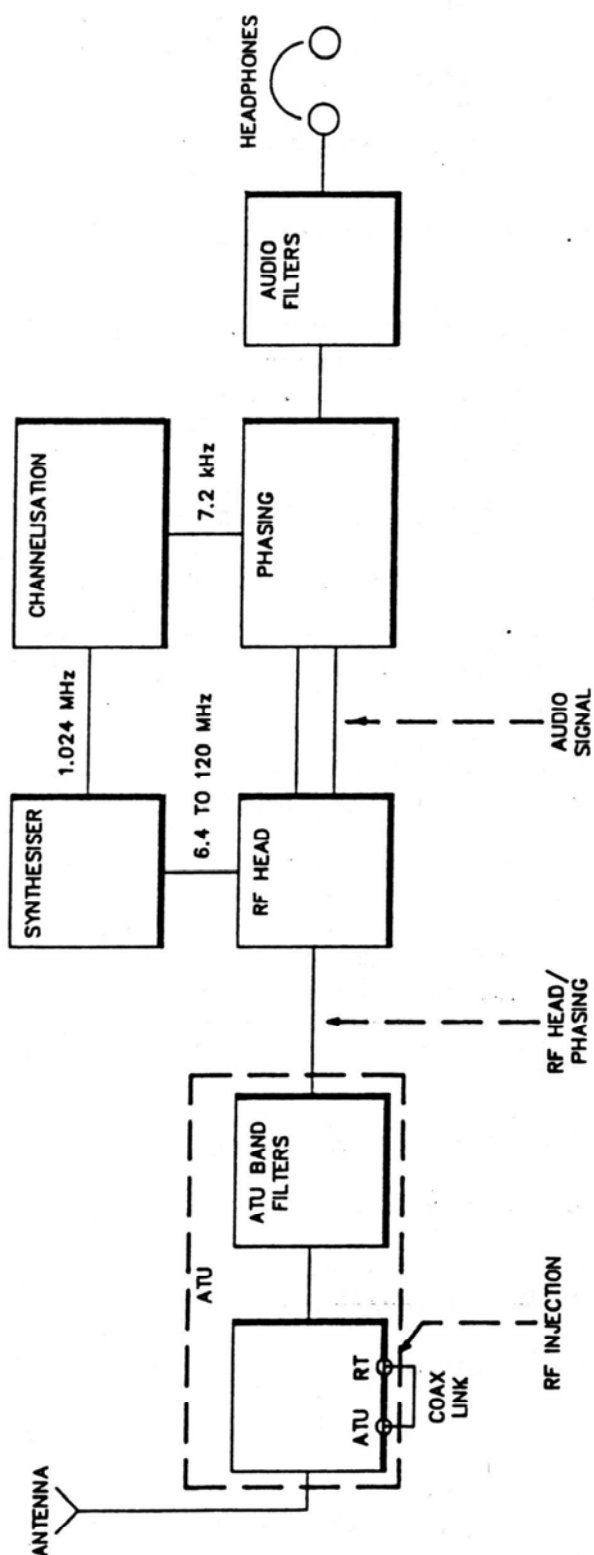 ANTENNA
ATU
ATU
RT
COAX
LINK
RF INJECTION
ATU BAND
FILTERS
RF HEAD/
PHASING
SYNTHESISER
1.024 MHz
CHANNELISATION
6.4 TO 120 MHz
7.2 kHz
RF HEAD
PHASING
AUDIO
SIGNAL
AUDIO
FILTERS
HEADPHONES